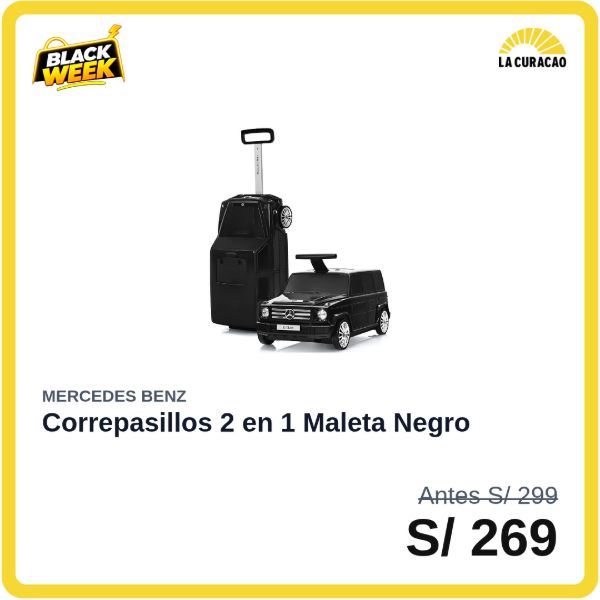 BLACK
WEEK
LA CURACAO
MERCEDES BENZ
Correpasillos 2 en 1 Maleta Negro
Antes S/ 299
S/ 269